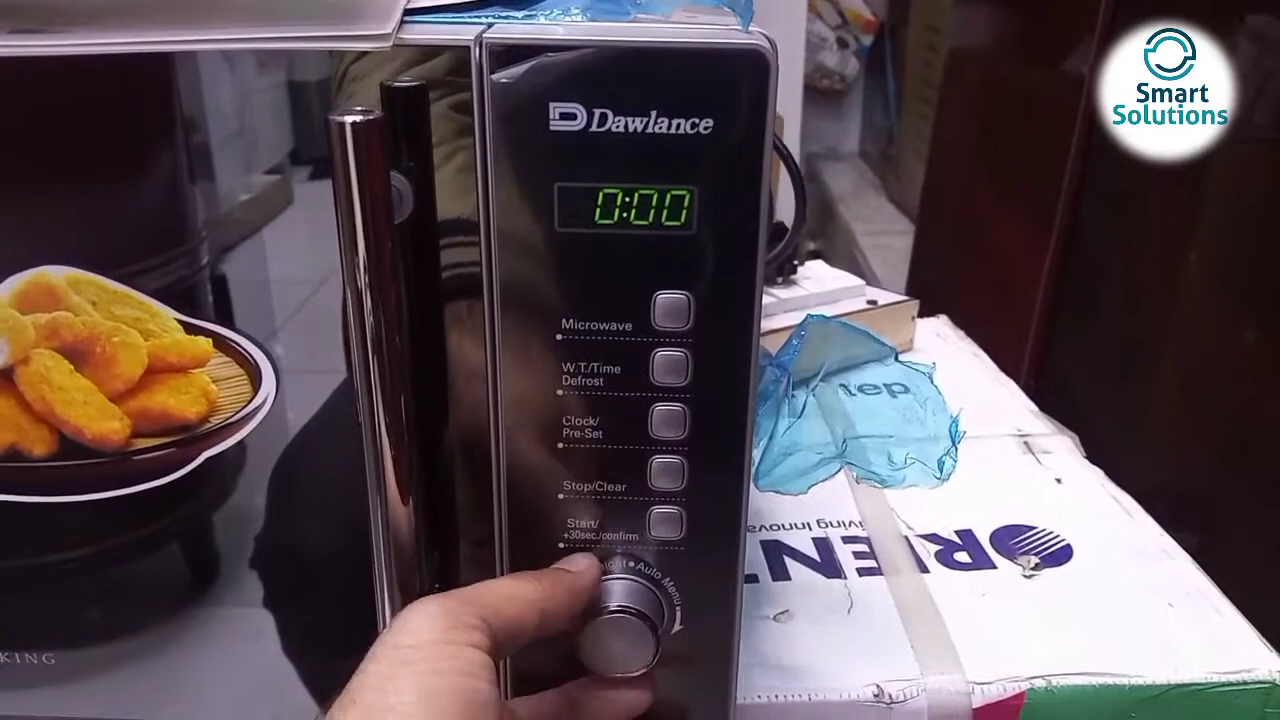 Smart
Solutions
Dawlance
0:00
Microwave
W.T./Time
Defrost
Clock/
Pre-Set
Stop/Clear
Start/
+30sec./confirm
Auto Menu
ORIENT
KING